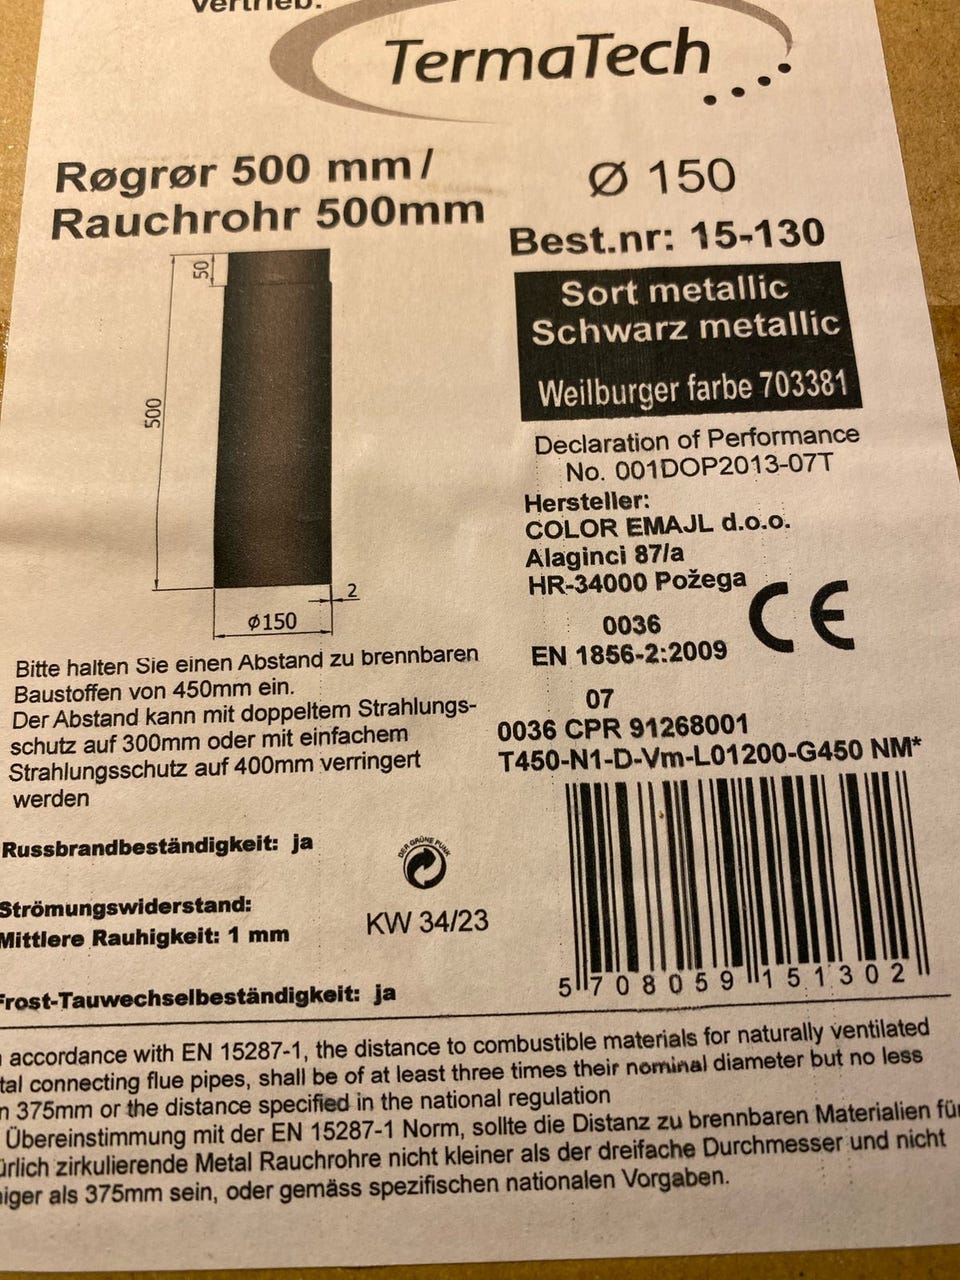 Vertrieb:
TermaTech
Røgrør 500 mm /
Rauchrohr 500mm
Ø 150
Best.nr: 15-130
Sort metallic
Schwarz metallic
Weilburger farbe 703381
50
500
2
ϕ150
Declaration of Performance
No. 001DOP2013-07T
Hersteller:
COLOR EMAJL d.o.o.
Alaginci 87/a
HR-34000 Požega
CE
0036
EN 1856-2:2009
07
0036 CPR 91268001
T450-N1-D-Vm-L01200-G450 NM*
Bitte halten Sie einen Abstand zu brennbaren
Baustoffen von 450mm ein.
Der Abstand kann mit doppeltem Strahlungs-
schutz auf 300mm oder mit einfachem
Strahlungsschutz auf 400mm verringert
werden
Russbrandbeständigkeit: ja
DER GRÜNE PUNKT
Strömungswiderstand:
Mittlere Rauhigkeit: 1 mm
KW 34/23
Frost-Tauwechselbeständigkeit: ja
5 708059 151302
accordance with EN 15287-1, the distance to combustible materials for naturally ventilated
tal connecting flue pipes, shall be of at least three times their nominal diameter but no less
n 375mm or the distance specified in the national regulation
Übereinstimmung mit der EN 15287-1 Norm, sollte die Distanz zu brennbaren Materialien für
ürlich zirkulierende Metal Rauchrohre nicht kleiner als der dreifache Durchmesser und nicht
niger als 375mm sein, oder gemäss spezifischen nationalen Vorgaben.